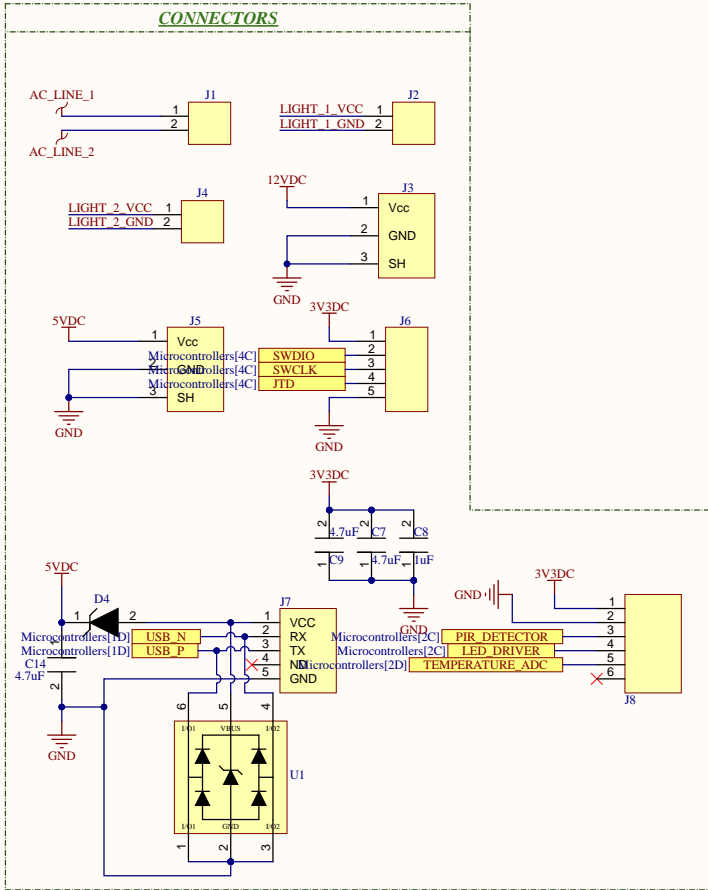 CONNECTORS
AC_LINE_1
J1
1
2
AC_LINE_2
J2
LIGHT_1_VCC 1
LIGHT_1_GND 2
J4
LIGHT_2_VCC 1
LIGHT_2_GND 2
12VDC
J3
1 Vcc
2 GND
3 SH
GND
5VDC
J5
1 Vcc
2 GND
3 SH
GND
3V3DC
J6
1
Microcontrollers[4C] SWDIO 2
Microcontrollers[4C] SWCLK 3
Microcontrollers[4C] JTD 4
5
GND
3V3DC
2 2 2
4.7uF C7 C8
1 1 1
C9 4.7uF 1uF
GND
5VDC
D4
1 2
J7
1 VCC
Microcontrollers[1D] USB_N 2 RX
Microcontrollers[1D] USB_P 3 TX
4
5 GND
1
C14
4.7uF
2
GND
6 5 4
I/O1 VBUS I/O2
U1
I/O1 GND I/O2
1 2 3
GND
3V3DC
1
2
Microcontrollers[2C] PIR_DETECTOR 3
Microcontrollers[2C] LED_DRIVER 4
Microcontrollers[2D] TEMPERATURE_ADC 5
6
J8